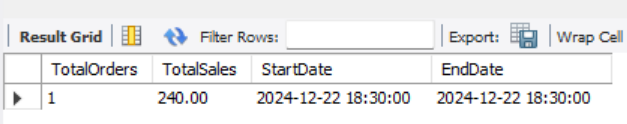 Result Grid Filter Rows: Export: Wrap Cell
TotalOrders TotalSales StartDate EndDate
1 240.00 2024-12-22 18:30:00 2024-12-22 18:30:00